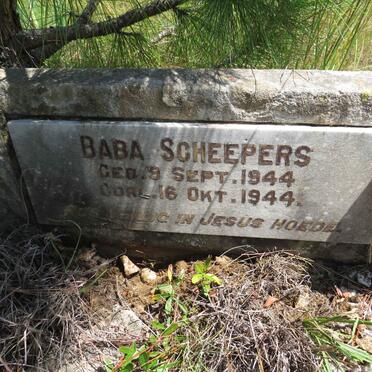 BABA SCHEEPERS
GEB. 9 SEPT. 1944
OORL. 16 OKT. 1944.
IN JESUS HOEDE.